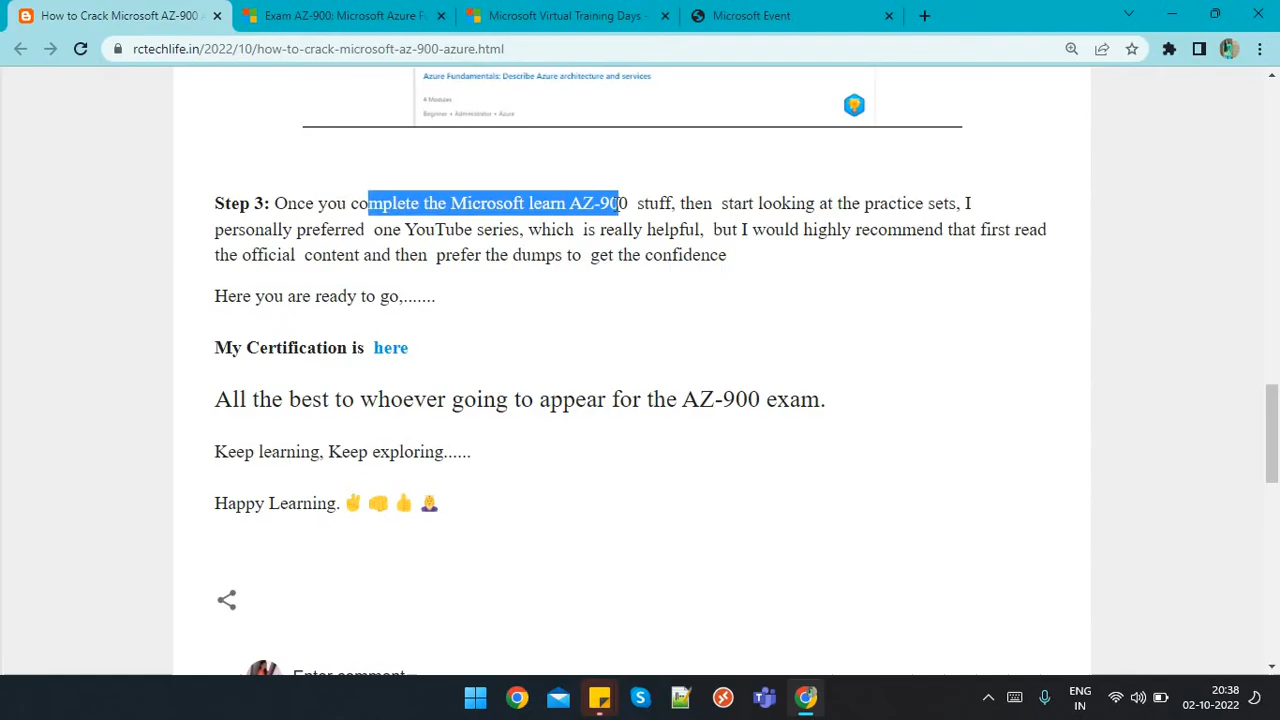 How to Crack Microsoft AZ-900
Exam AZ-900: Microsoft Azure Fu
Microsoft Virtual Training Days -
Microsoft Event
rctechlife.in/2022/10/how-to-crack-microsoft-az-900-azure.html
Azure Fundamentals: Describe Azure architecture and services
4 Modules
Beginner • Administrator • Azure
Step 3: Once you complete the Microsoft learn AZ-900 stuff, then start looking at the practice sets, I
personally preferred one YouTube series, which is really helpful, but I would highly recommend that first read
the official content and then prefer the dumps to get the confidence
Here you are ready to go,.......
My Certification is here
All the best to whoever going to appear for the AZ-900 exam.
Keep learning, Keep exploring......
Happy Learning.✌️👊👍🙇‍♀️
Enter comment
ENG
IN
20:38
02-10-2022